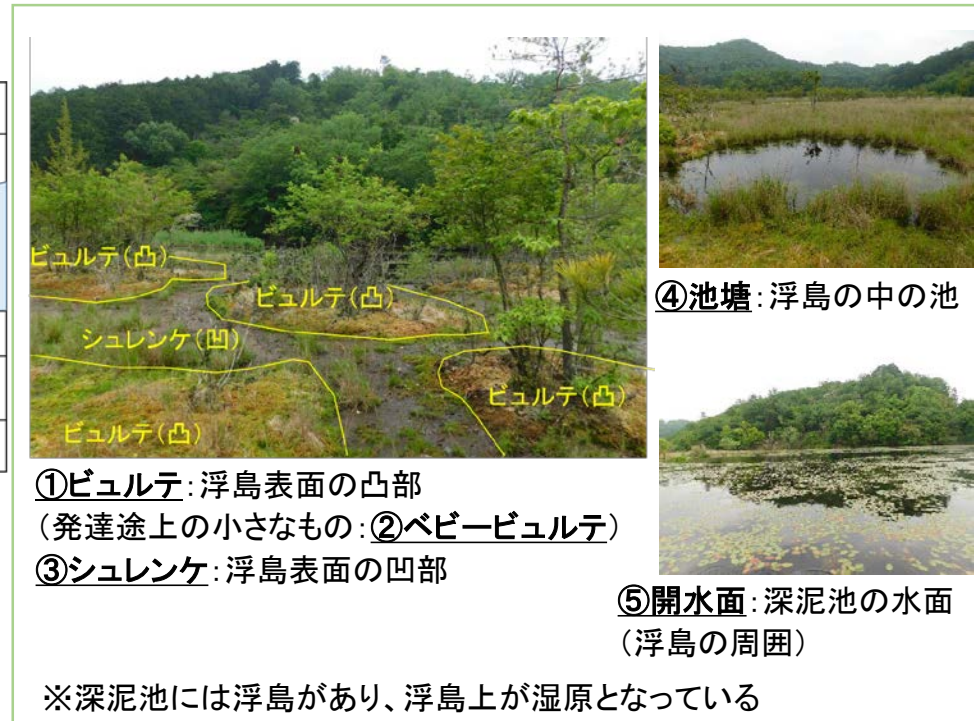 ビュルテ(凸)
ビュルテ(凸)
シュレンケ(凹)
ビュルテ(凸)
ビュルテ(凸)
①ビュルテ:浮島表面の凸部
(発達途上の小さなもの:②ベビービュルテ)
③シュレンケ:浮島表面の凹部
④池塘:浮島の中の池
⑤開水面:深泥池の水面
(浮島の周囲)
※深泥池には浮島があり、浮島上が湿原となっている